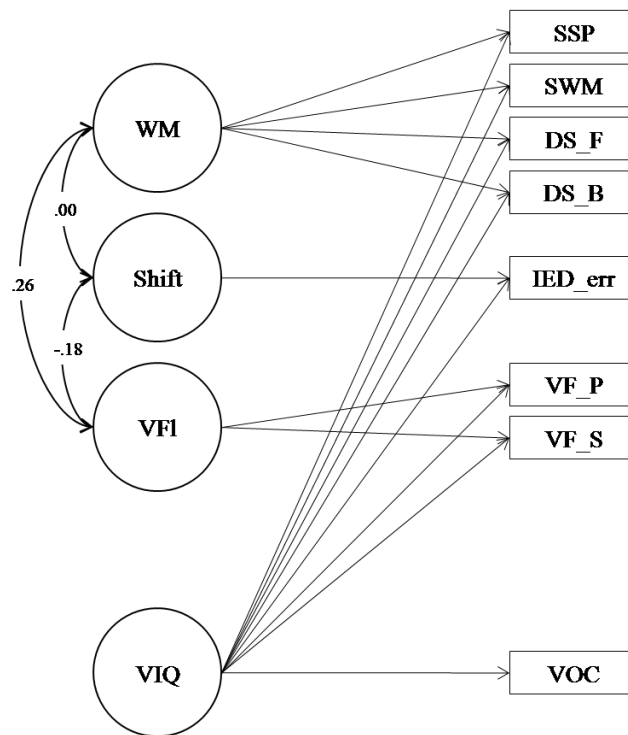 SSP
SWM
WM
DS_F
DS_B
.00
Shift
IED_err
.26
-.18
VF_P
VFl
VF_S
VIQ
VOC